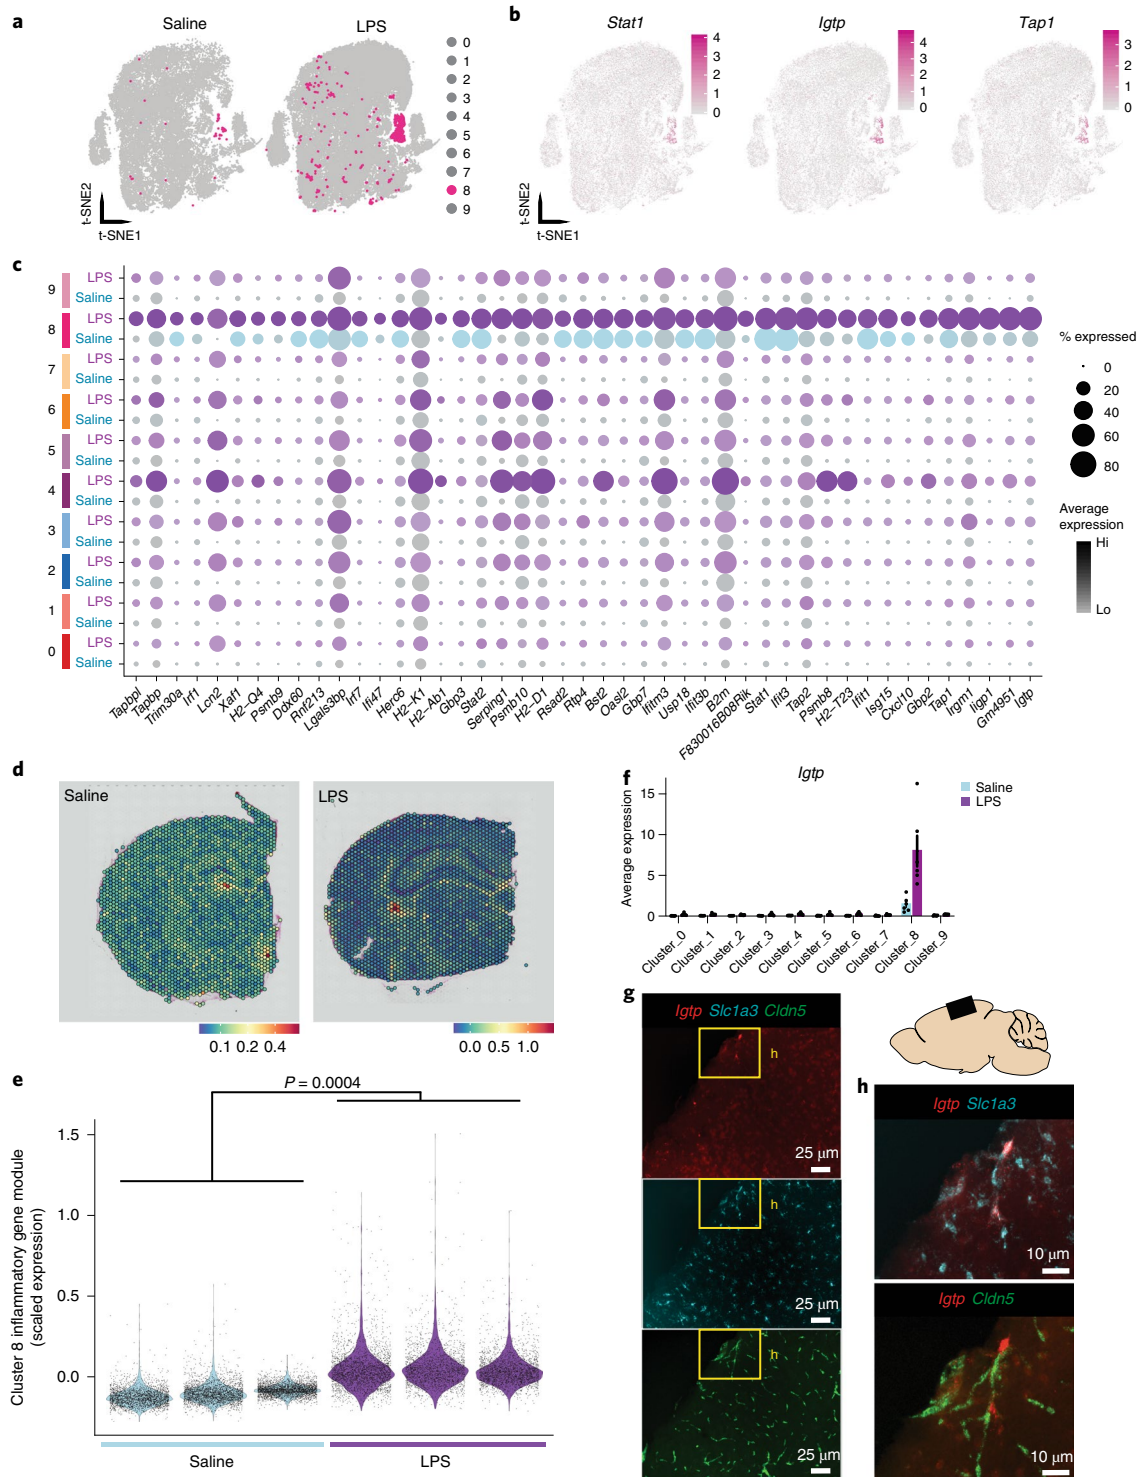 a
Saline
LPS
0
1
2
3
4
5
6
7
8
9
t-SNE2
t-SNE1
b
Stat1
Igtp
Tap1
4
3
2
1
0
4
3
2
1
0
3
2
1
0
t-SNE2
t-SNE1
c
9
LPS
Saline
8
LPS
Saline
7
LPS
Saline
6
LPS
Saline
5
LPS
Saline
4
LPS
Saline
3
LPS
Saline
2
LPS
Saline
1
LPS
Saline
0
LPS
Saline
Tapbpl
Tapbp
Trim30a
Irf1
Lcn2
Xaf1
H2-Q4
Psmb9
Ddx60
Rnf213
Lgals3bp
Irf7
Ifi47
Herc6
H2-K1
H2-Ab1
Gbp3
Stat2
Serping1
Psmb10
H2-D1
Rsad2
Rtp4
Bst2
Oasl2
Gbp7
Ifitm3
Usp18
Ifit3b
B2m
F830016B08Rik
Stat1
Ifit3
Tap2
Psmb8
H2-T23
Ifit1
Isg15
Cxcl10
Gbp2
Tap1
Irgm1
Iigp1
Gm4951
Igtp
% expressed
0
20
40
60
80
Average
expression
Hi
Lo
d
Saline
LPS
0.1 0.2 0.4
0.0 0.5 1.0
e
P = 0.0004
Cluster 8 inflammatory gene module
(scaled expression)
1.5
1.0
0.5
0.0
Saline
LPS
f
Igtp
Average expression
15
10
5
0
Saline
LPS
Cluster_0
Cluster_1
Cluster_2
Cluster_3
Cluster_4
Cluster_5
Cluster_6
Cluster_7
Cluster_8
Cluster_9
g
Igtp Slc1a3 Cldn5
h
25 µm
h
25 µm
h
25 µm
h
Igtp Slc1a3
10 µm
Igtp Cldn5
10 µm